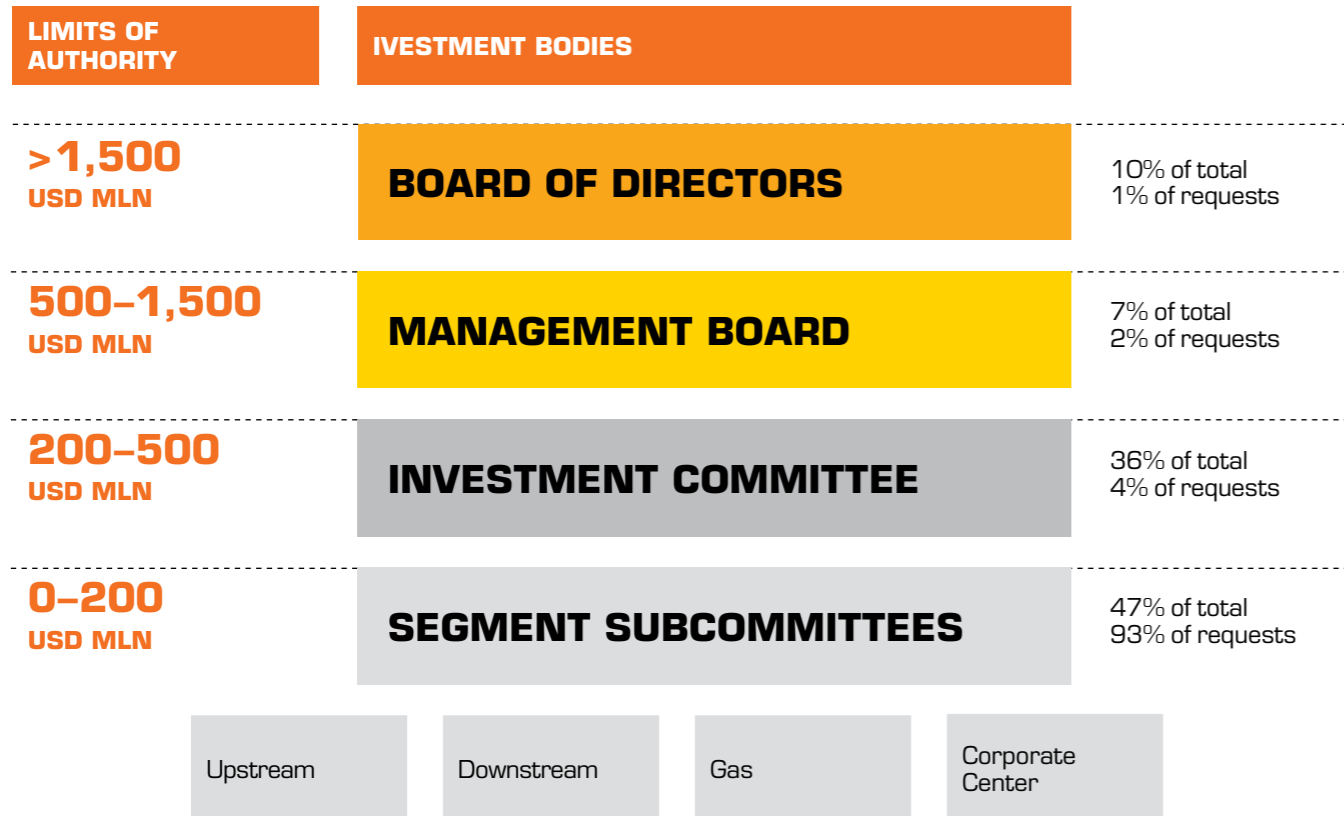 LIMITS OF
AUTHORITY
IVESTMENT BODIES
>1,500
USD MLN
BOARD OF DIRECTORS
10% of total
1% of requests
500–1,500
USD MLN
MANAGEMENT BOARD
7% of total
2% of requests
200–500
USD MLN
INVESTMENT COMMITTEE
36% of total
4% of requests
0–200
USD MLN
SEGMENT SUBCOMMITTEES
47% of total
93% of requests
Upstream
Downstream
Gas
Corporate
Center